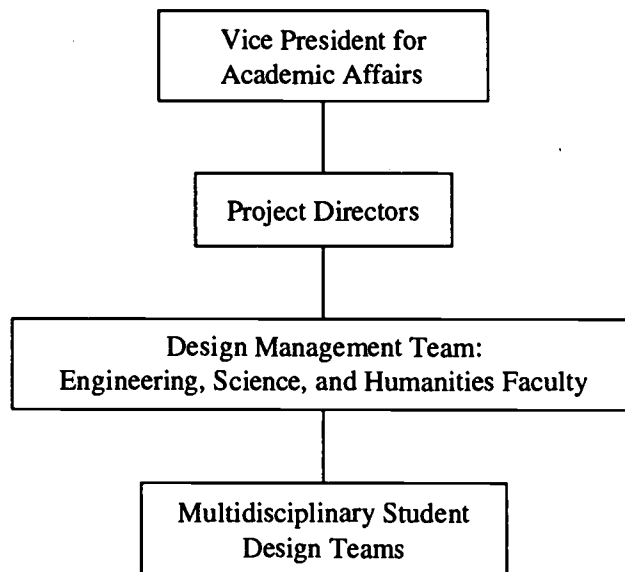 Vice President for
Academic Affairs
Project Directors
Design Management Team:
Engineering, Science, and Humanities Faculty
Multidisciplinary Student
Design Teams